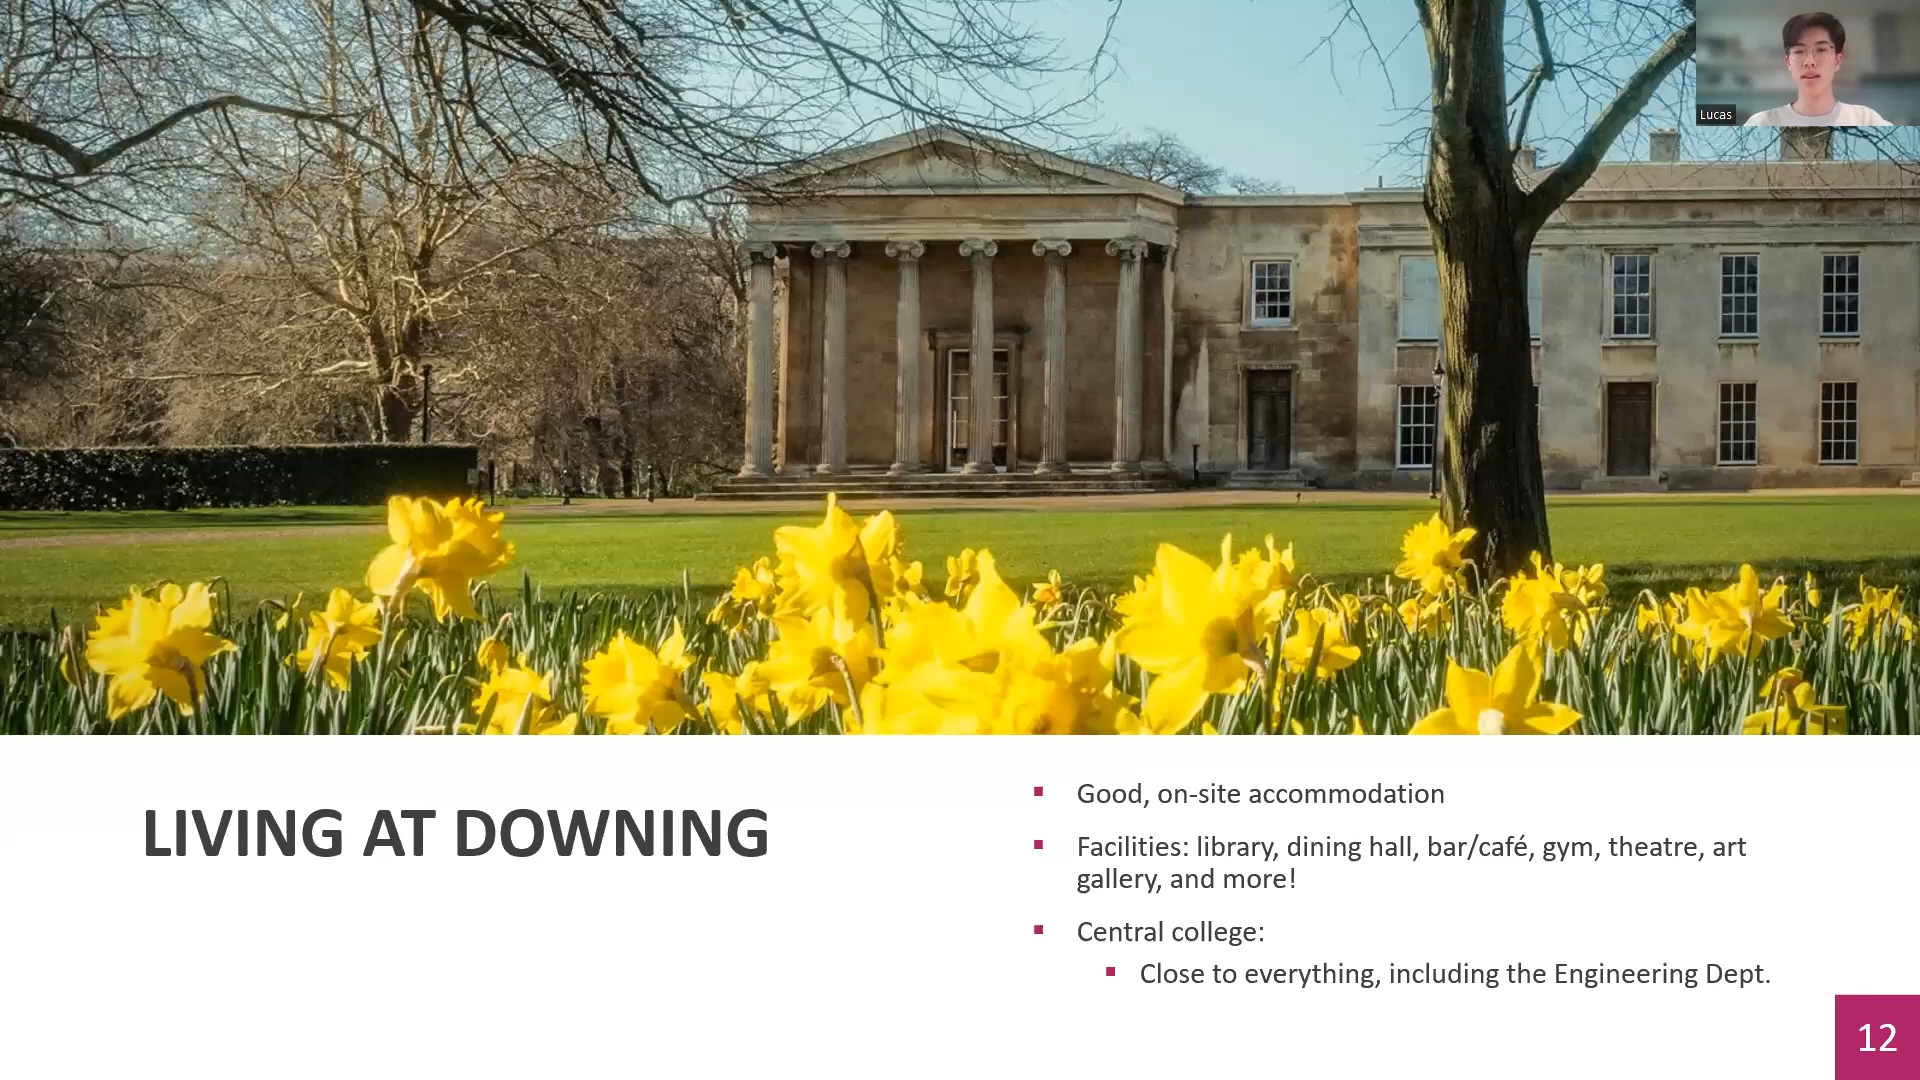 Lucas
LIVING AT DOWNING
Good, on-site accommodation
Facilities: library, dining hall, bar/café, gym, theatre, art
gallery, and more!
Central college:
Close to everything, including the Engineering Dept.
12